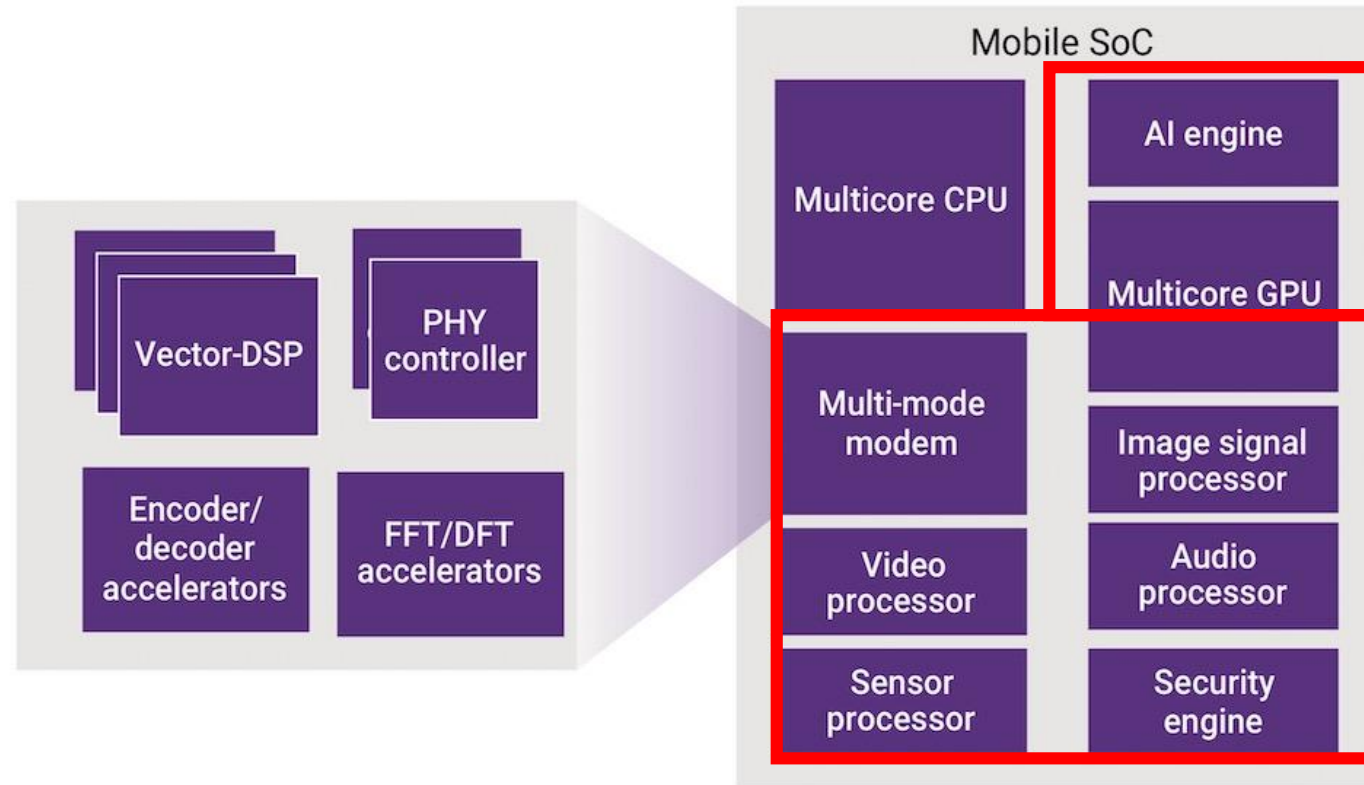 Mobile SoC
Multicore CPU
AI engine
Multicore GPU
Multi-mode
modem
Image signal
processor
Video
processor
Audio
processor
Sensor
processor
Security
engine
Vector-DSP
PHY
controller
Encoder/
decoder
accelerators
FFT/DFT
accelerators